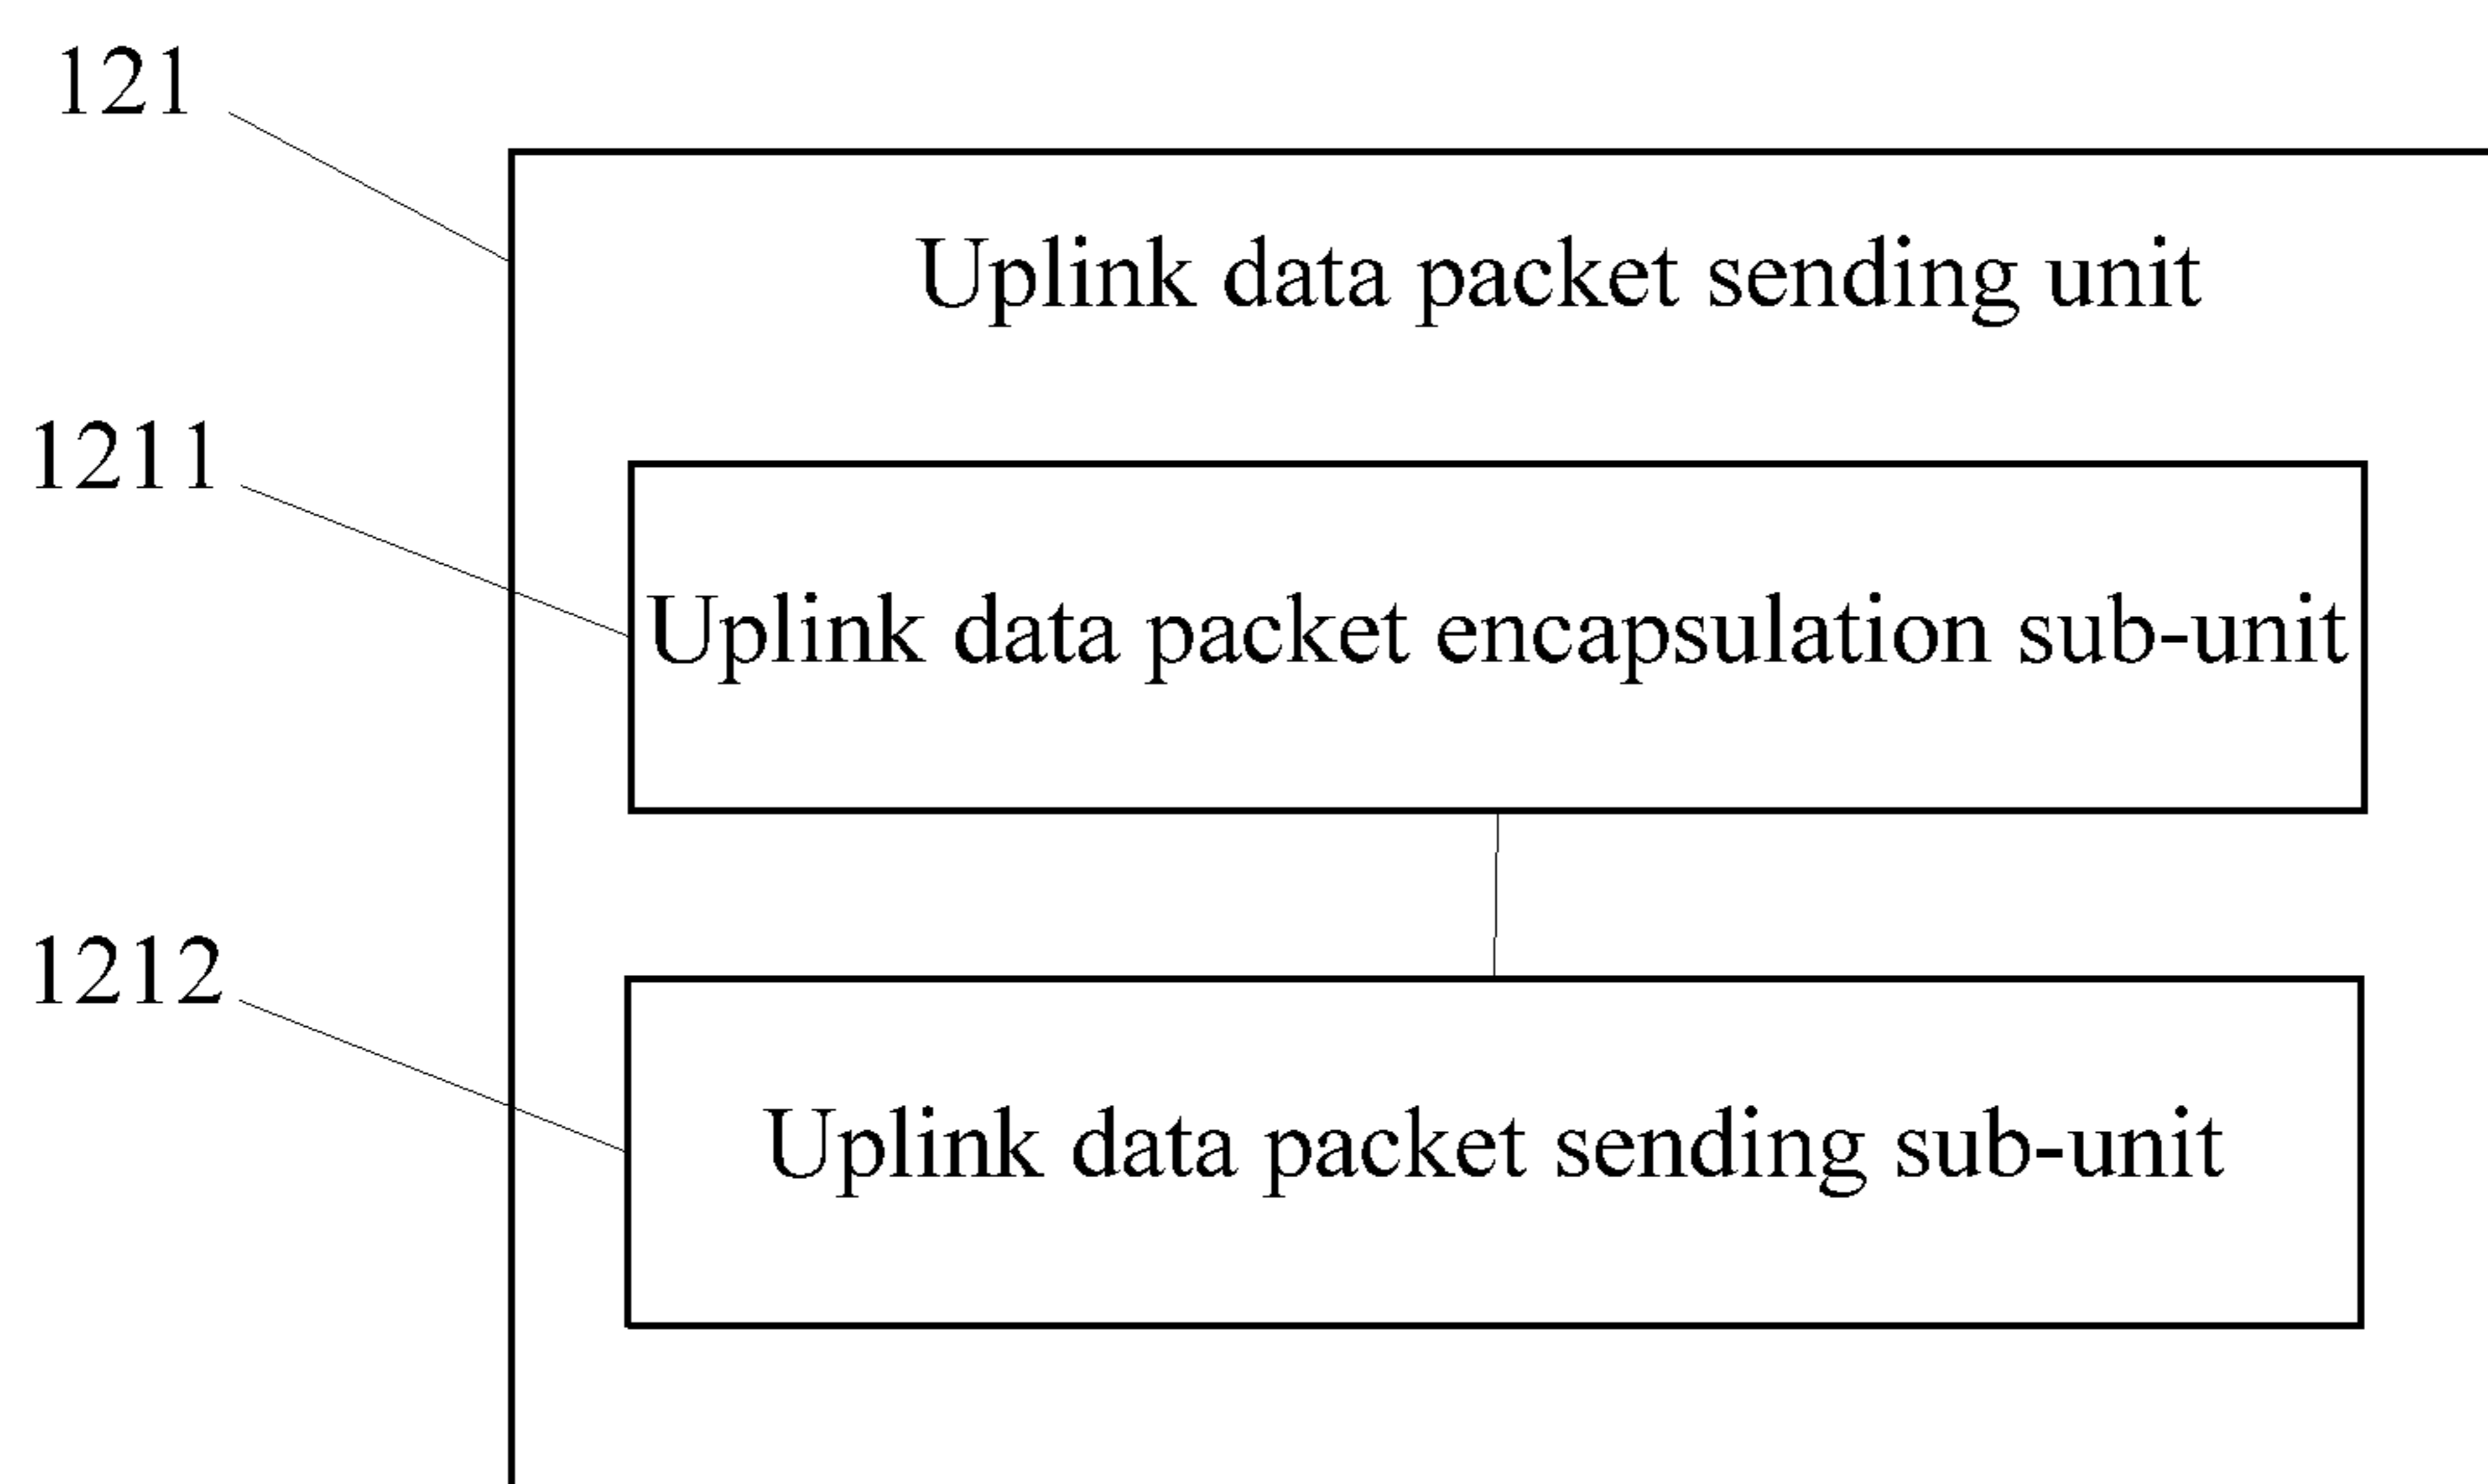 121
Uplink data packet sending unit
1211
Uplink data packet encapsulation sub-unit
1212
Uplink data packet sending sub-unit